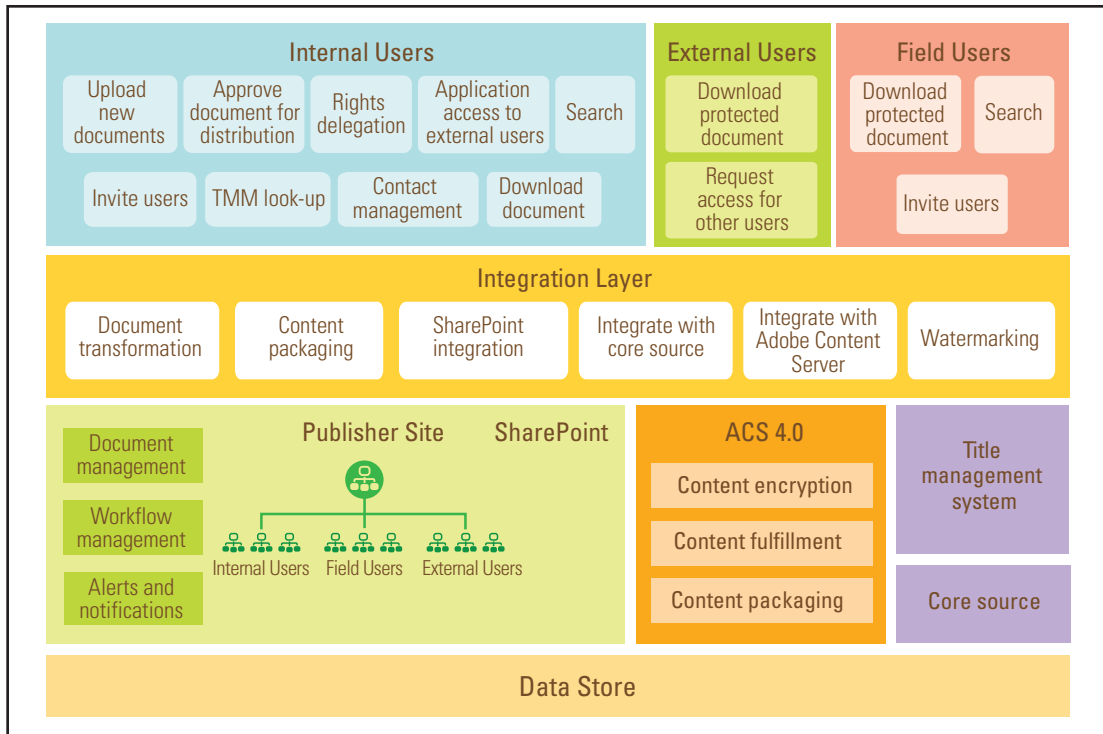 Internal Users
Upload
new
documents
Approve
document for
distribution
Rights
delegation
Application
access to
external users
Search
Invite users
TMM look-up
Contact
management
Download
document
External Users
Download
protected
document
Request
access for
other users
Field Users
Download
protected
document
Search
Invite users
Integration Layer
Document
transformation
Content
packaging
SharePoint
integration
Integrate with
core source
Integrate with
Adobe Content
Server
Watermarking
Publisher Site
SharePoint
Document
management
Workflow
management
Alerts and
notifications
Internal Users
Field Users
External Users
ACS 4.0
Content encryption
Content fulfillment
Content packaging
Title
management
system
Core source
Data Store